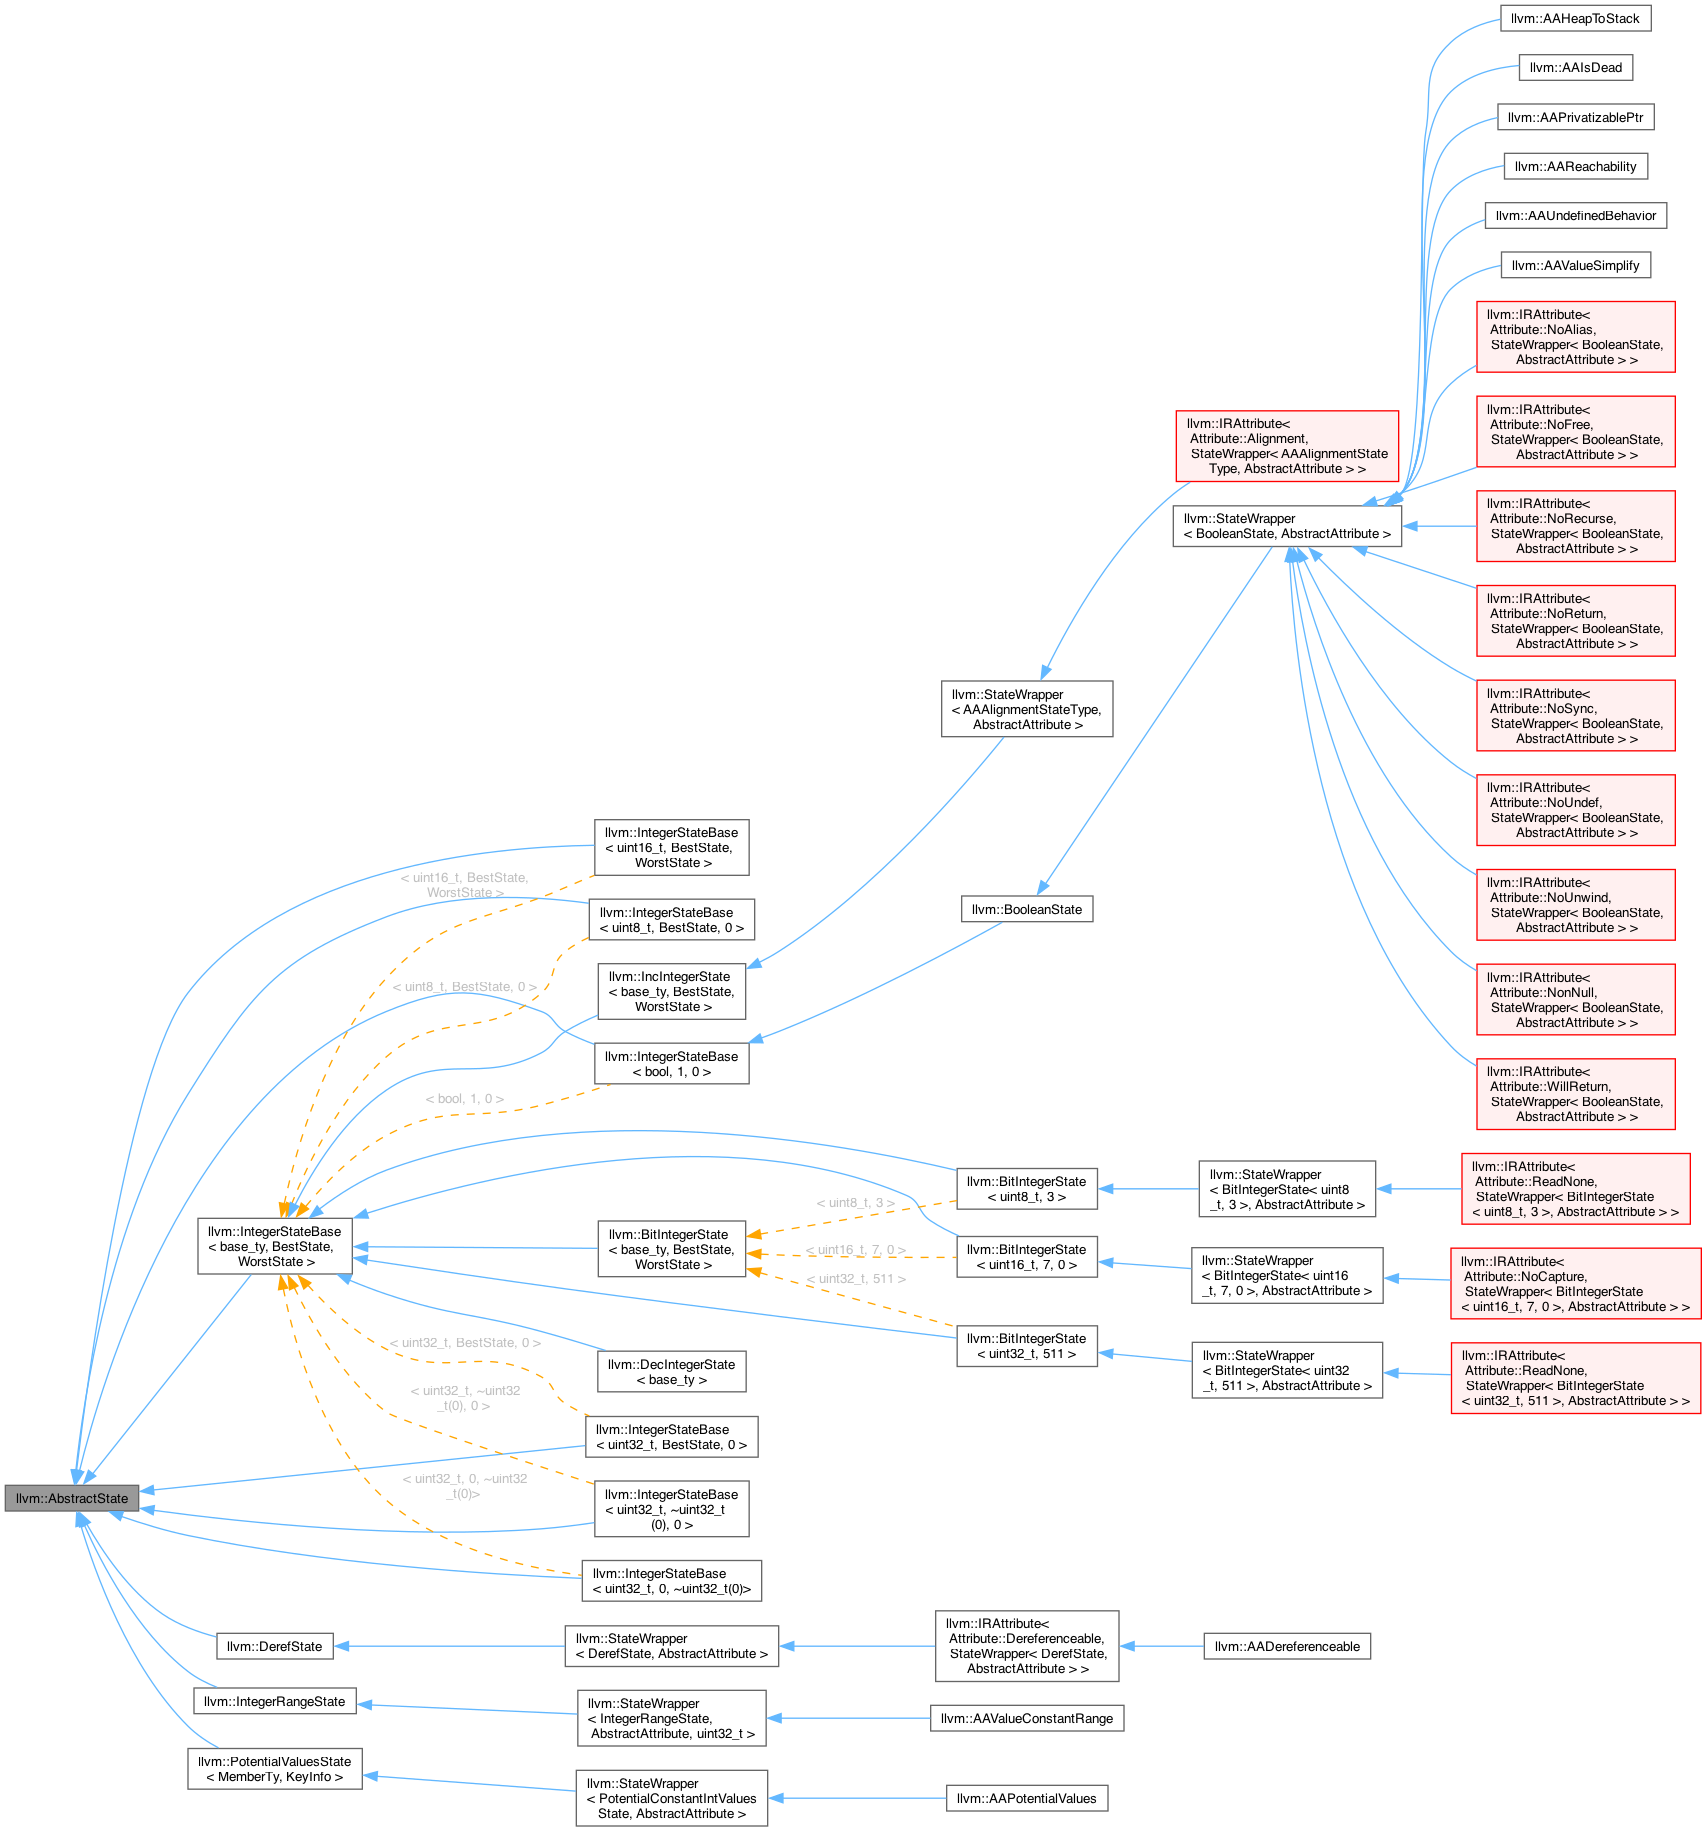 llvm::AAHeapToStack
llvm::AAIsDead
llvm::AAPrivatizablePtr
llvm::AAReachability
llvm::AAUndefinedBehavior
llvm::AAValueSimplify
llvm::IRAttribute<
Attribute::NoAlias,
StateWrapper< BooleanState,
AbstractAttribute > >
llvm::IRAttribute<
Attribute::NoFree,
StateWrapper< BooleanState,
AbstractAttribute > >
llvm::IRAttribute<
Attribute::NoRecurse,
StateWrapper< BooleanState,
AbstractAttribute > >
llvm::IRAttribute<
Attribute::NoReturn,
StateWrapper< BooleanState,
AbstractAttribute > >
llvm::IRAttribute<
Attribute::NoSync,
StateWrapper< BooleanState,
AbstractAttribute > >
llvm::IRAttribute<
Attribute::NoUndef,
StateWrapper< BooleanState,
AbstractAttribute > >
llvm::IRAttribute<
Attribute::NoUnwind,
StateWrapper< BooleanState,
AbstractAttribute > >
llvm::IRAttribute<
Attribute::NonNull,
StateWrapper< BooleanState,
AbstractAttribute > >
llvm::IRAttribute<
Attribute::WillReturn,
StateWrapper< BooleanState,
AbstractAttribute > >
llvm::IRAttribute<
Attribute::Alignment,
StateWrapper< AAAlignmentState
Type, AbstractAttribute > >
llvm::StateWrapper
< BooleanState, AbstractAttribute >
llvm::StateWrapper
< AAAlignmentStateType,
AbstractAttribute >
llvm::BooleanState
llvm::IntegerStateBase
< uint16_t, BestState,
WorstState >
< uint16_t, BestState,
WorstState >
llvm::IntegerStateBase
< uint8_t, BestState, 0 >
< uint8_t, BestState, 0 >
llvm::IncIntegerState
< base_ty, BestState,
WorstState >
llvm::IntegerStateBase
< bool, 1, 0 >
< bool, 1, 0 >
llvm::IntegerStateBase
< base_ty, BestState,
WorstState >
llvm::BitIntegerState
< base_ty, BestState,
WorstState >
< uint8_t, 3 >
< uint16_t, 7, 0 >
< uint32_t, 511 >
llvm::BitIntegerState
< uint8_t, 3 >
llvm::StateWrapper
< BitIntegerState< uint8
_t, 3 >, AbstractAttribute >
llvm::IRAttribute<
Attribute::ReadNone,
StateWrapper< BitIntegerState
< uint8_t, 3 >, AbstractAttribute > >
llvm::BitIntegerState
< uint16_t, 7, 0 >
llvm::StateWrapper
< BitIntegerState< uint16
_t, 7, 0 >, AbstractAttribute >
llvm::IRAttribute<
Attribute::NoCapture,
StateWrapper< BitIntegerState
< uint16_t, 7, 0 >, AbstractAttribute > >
llvm::BitIntegerState
< uint32_t, 511 >
llvm::StateWrapper
< BitIntegerState< uint32
_t, 511 >, AbstractAttribute >
llvm::IRAttribute<
Attribute::ReadNone,
StateWrapper< BitIntegerState
< uint32_t, 511 >, AbstractAttribute > >
llvm::DecIntegerState
< base_ty >
< uint32_t, BestState, 0 >
llvm::IntegerStateBase
< uint32_t, BestState, 0 >
< uint32_t, ~uint32
_t(0), 0 >
llvm::IntegerStateBase
< uint32_t, ~uint32_t
(0), 0 >
< uint32_t, 0, ~uint32
_t(0)>
llvm::IntegerStateBase
< uint32_t, 0, ~uint32_t(0)>
llvm::AbstractState
llvm::DerefState
llvm::StateWrapper
< DerefState, AbstractAttribute >
llvm::IRAttribute<
Attribute::Dereferenceable,
StateWrapper< DerefState,
AbstractAttribute > >
llvm::AADereferenceable
llvm::IntegerRangeState
llvm::StateWrapper
< IntegerRangeState,
AbstractAttribute, uint32_t >
llvm::AAValueConstantRange
llvm::PotentialValuesState
< MemberTy, KeyInfo >
llvm::StateWrapper
< PotentialConstantIntValues
State, AbstractAttribute >
llvm::AAPotentialValues